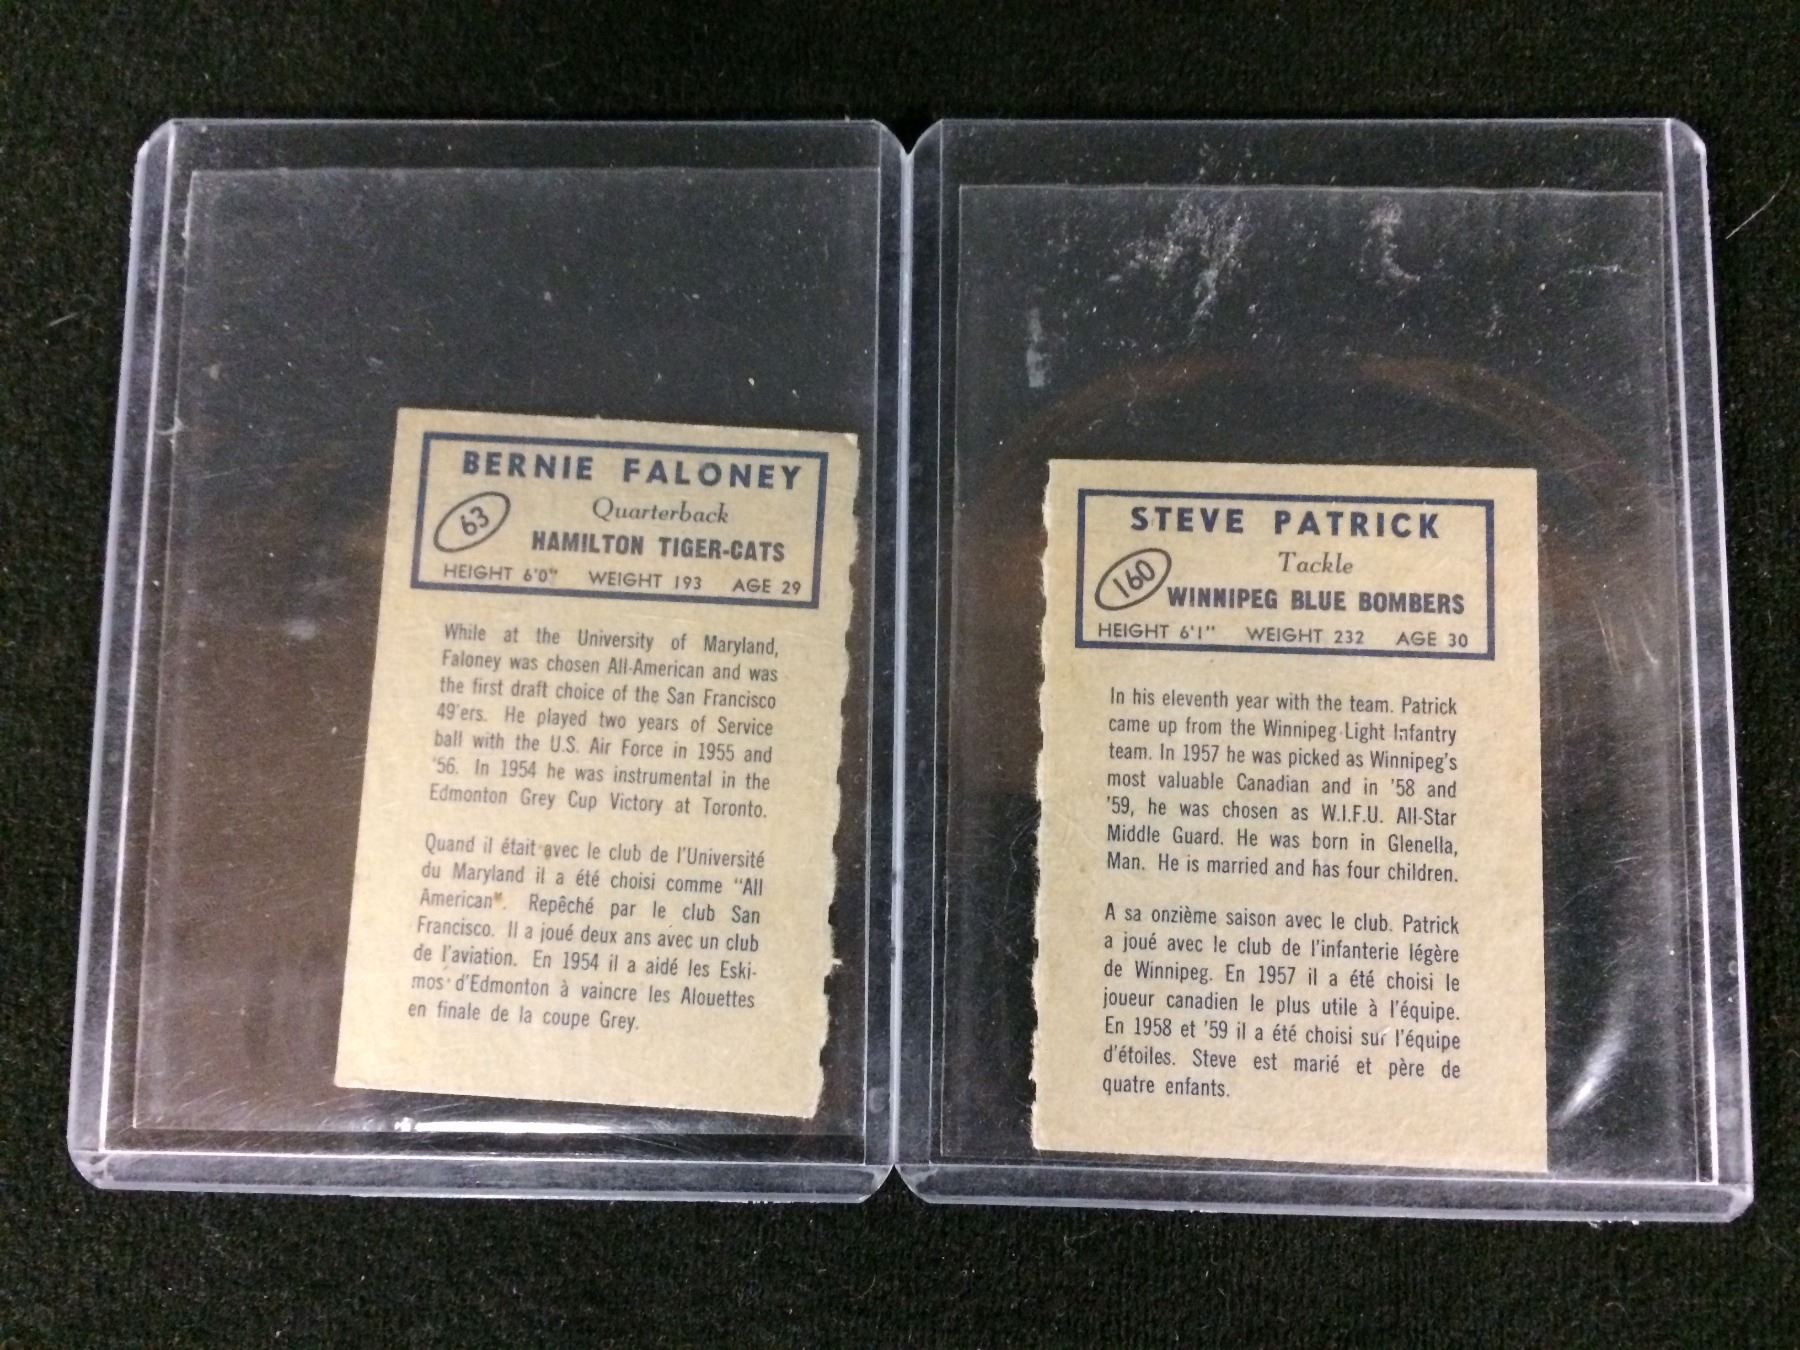 BERNIE FALONEY
63
Quarterback
HAMILTON TIGER-CATS
HEIGHT 6'0" WEIGHT 193 AGE 29
While at the University of Maryland,
Faloney was chosen All-American and was
the first draft choice of the San Francisco
49'ers. He played two years of Service
ball with the U.S. Air Force in 1955 and
'56. In 1954 he was instrumental in the
Edmonton Grey Cup Victory at Toronto.
Quand il était avec le club de l'Université
du Maryland il a été choisi comme "All
American". Repêché par le club San
Francisco. Il a joué deux ans avec un club
de l'aviation. En 1954 il a aidé les Eski-
mos d'Edmonton à vaincre les Alouettes
en finale de la coupe Grey.
STEVE PATRICK
160
Tackle
WINNIPEG BLUE BOMBERS
HEIGHT 6'1" WEIGHT 232 AGE 30
In his eleventh year with the team. Patrick
came up from the Winnipeg Light Infantry
team. In 1957 he was picked as Winnipeg's
most valuable Canadian and in '58 and
'59, he was chosen as W.I.F.U. All-Star
Middle Guard. He was born in Glenella,
Man. He is married and has four children.
A sa onzième saison avec le club. Patrick
a joué avec le club de l'infanterie légère
de Winnipeg. En 1957 il a été choisi le
joueur canadien le plus utile à l'équipe.
En 1958 et '59 il a été choisi sur l'équipe
d'étoiles. Steve est marié et père de
quatre enfants.